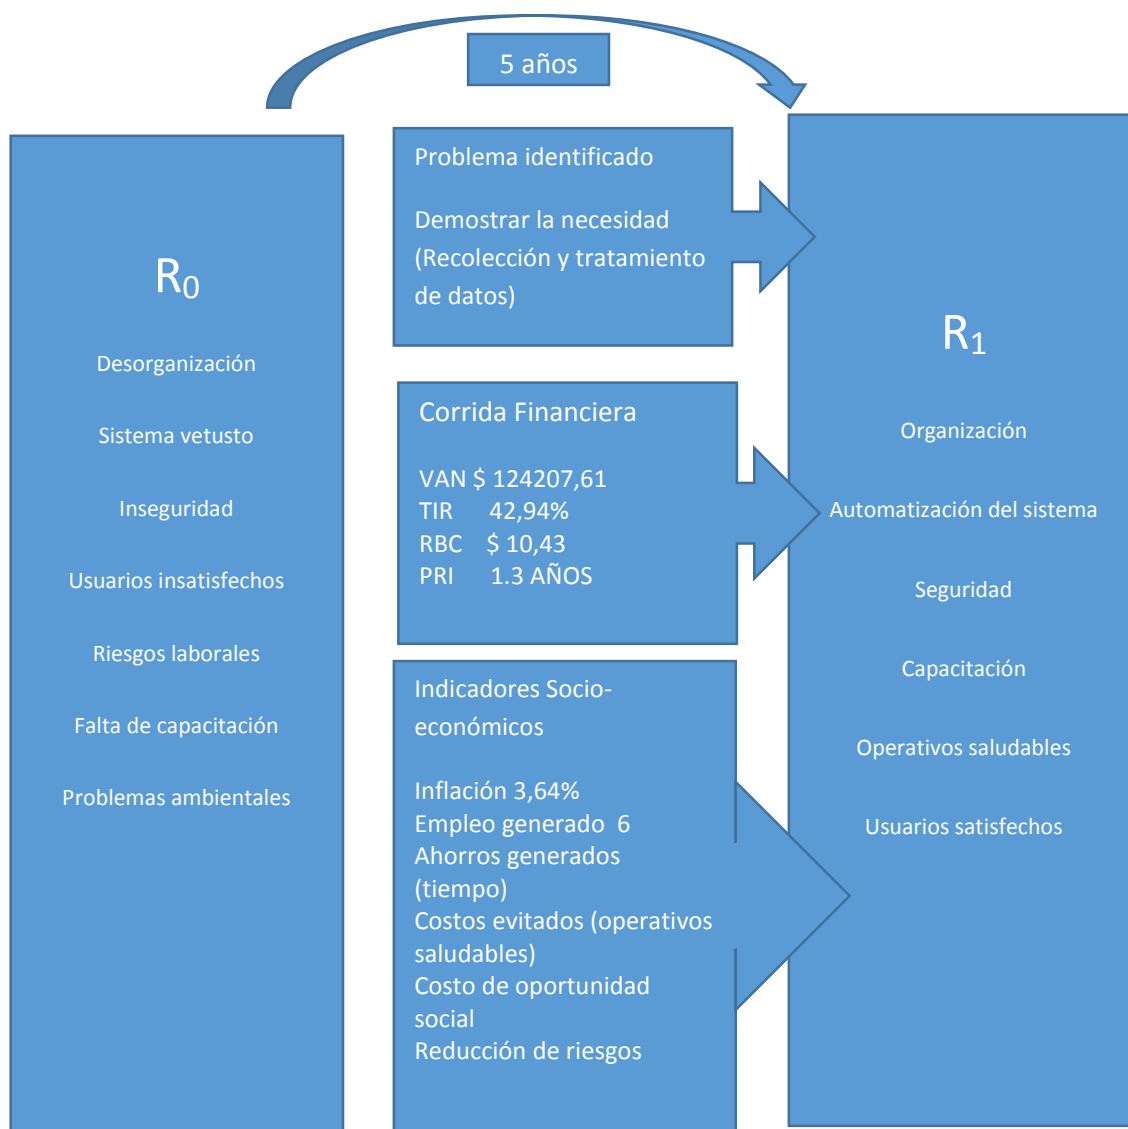 5 años
R₀
Desorganización
Sistema vetusto
Inseguridad
Usuarios insatisfechos
Riesgos laborales
Falta de capacitación
Problemas ambientales
Problema identificado
Demostrar la necesidad
(Recolección y tratamiento
de datos)
Corrida Financiera
VAN $ 124207,61
TIR 42,94%
RBC $ 10,43
PRI 1.3 AÑOS
Indicadores Socio-
económicos
Inflación 3,64%
Empleo generado 6
Ahorros generados
(tiempo)
Costos evitados (operativos
saludables)
Costo de oportunidad
social
Reducción de riesgos
R₁
Organización
Automatización del sistema
Seguridad
Capacitación
Operativos saludables
Usuarios satisfechos